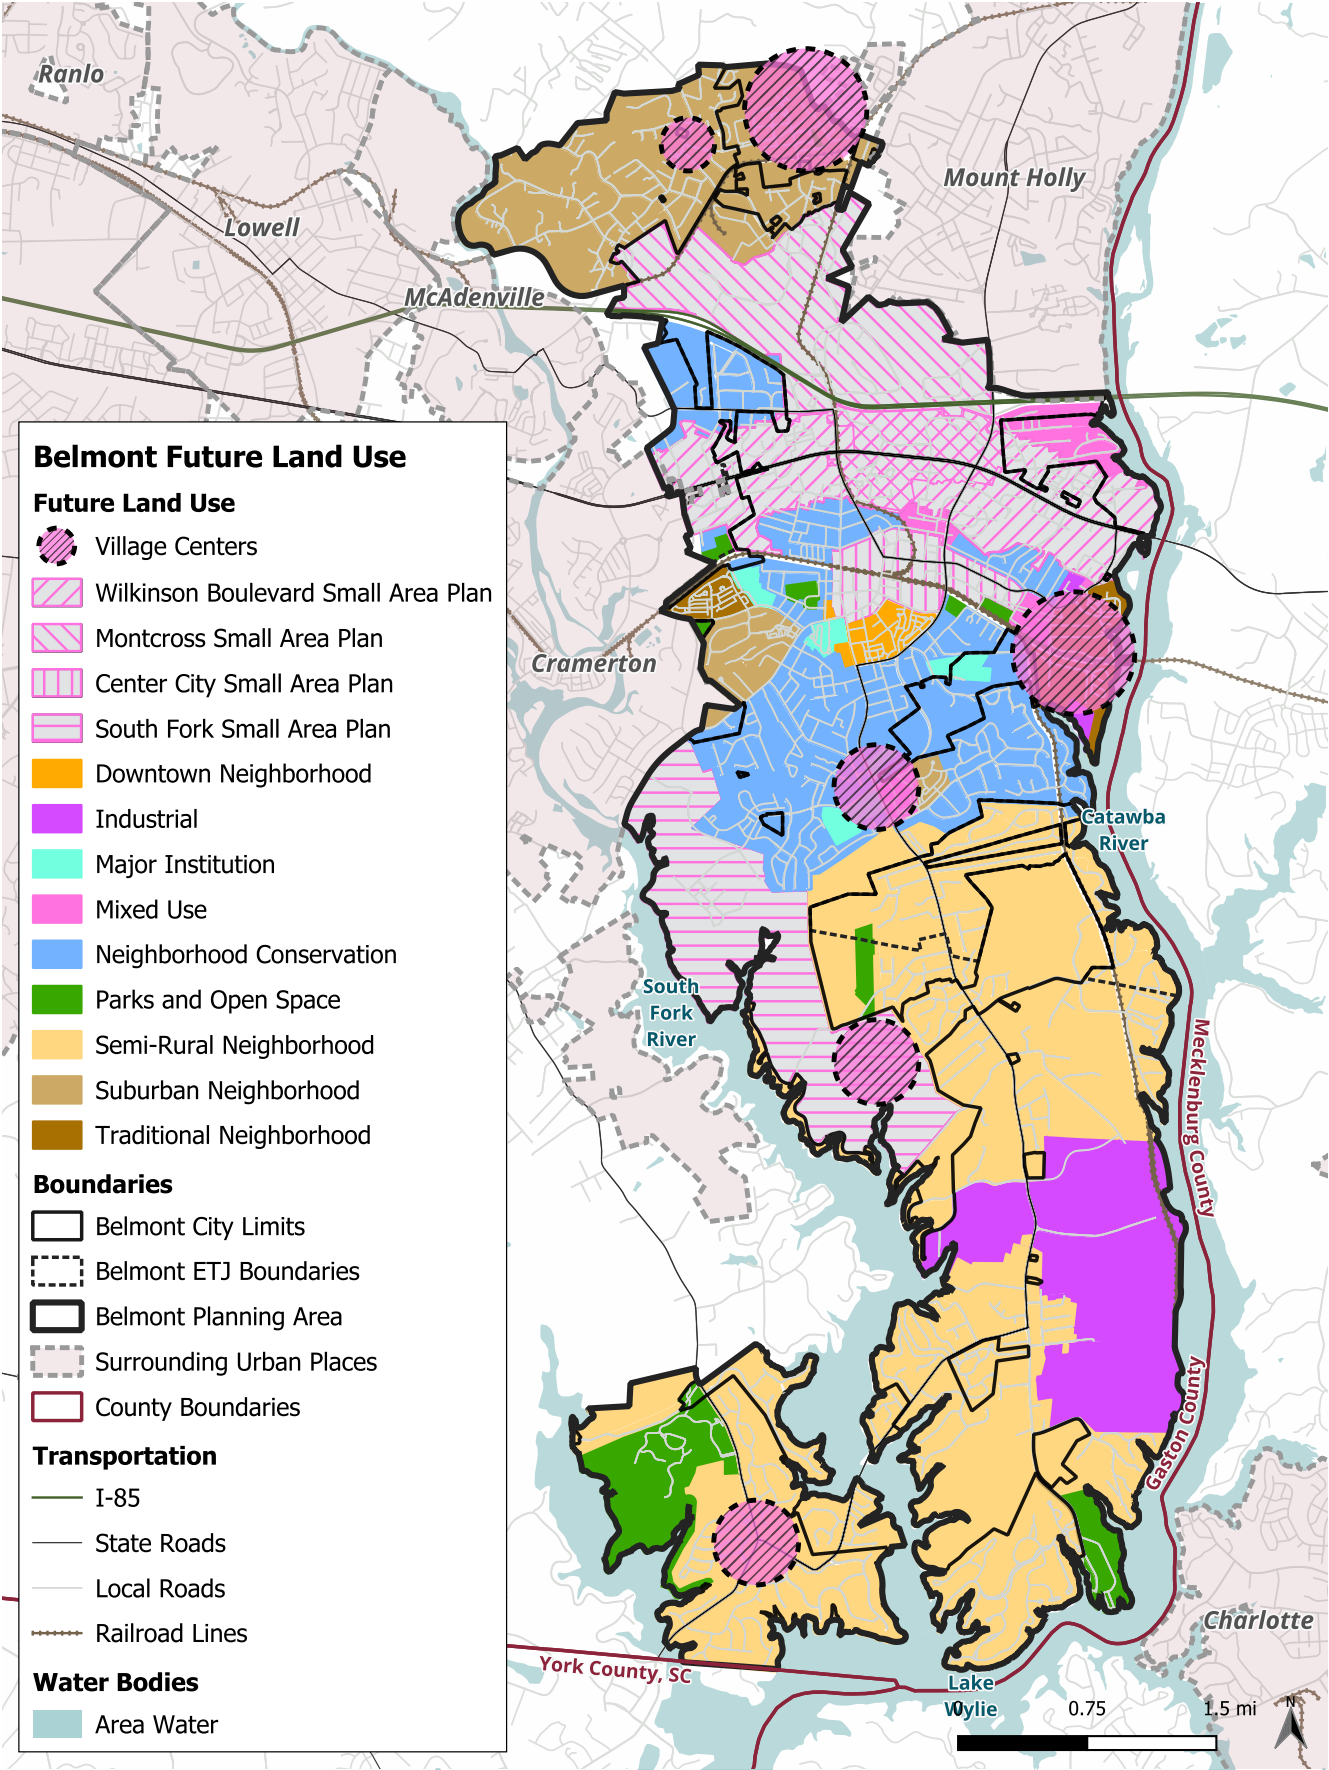 Ranlo
Mount Holly
Lowell
McAdenville
Belmont Future Land Use
Future Land Use
Village Centers
Wilkinson Boulevard Small Area Plan
Montcross Small Area Plan
Center City Small Area Plan
South Fork Small Area Plan
Downtown Neighborhood
Industrial
Major Institution
Mixed Use
Neighborhood Conservation
Parks and Open Space
Semi-Rural Neighborhood
Suburban Neighborhood
Traditional Neighborhood
Boundaries
Belmont City Limits
Belmont ETJ Boundaries
Belmont Planning Area
Surrounding Urban Places
County Boundaries
Transportation
I-85
State Roads
Local Roads
Railroad Lines
Water Bodies
Area Water
Cramerton
Catawba
River
South
Fork
River
Mecklenburg County
Gaston County
Charlotte
York County, SC
Lake
Wylie
0
0.75
1.5 mi
N